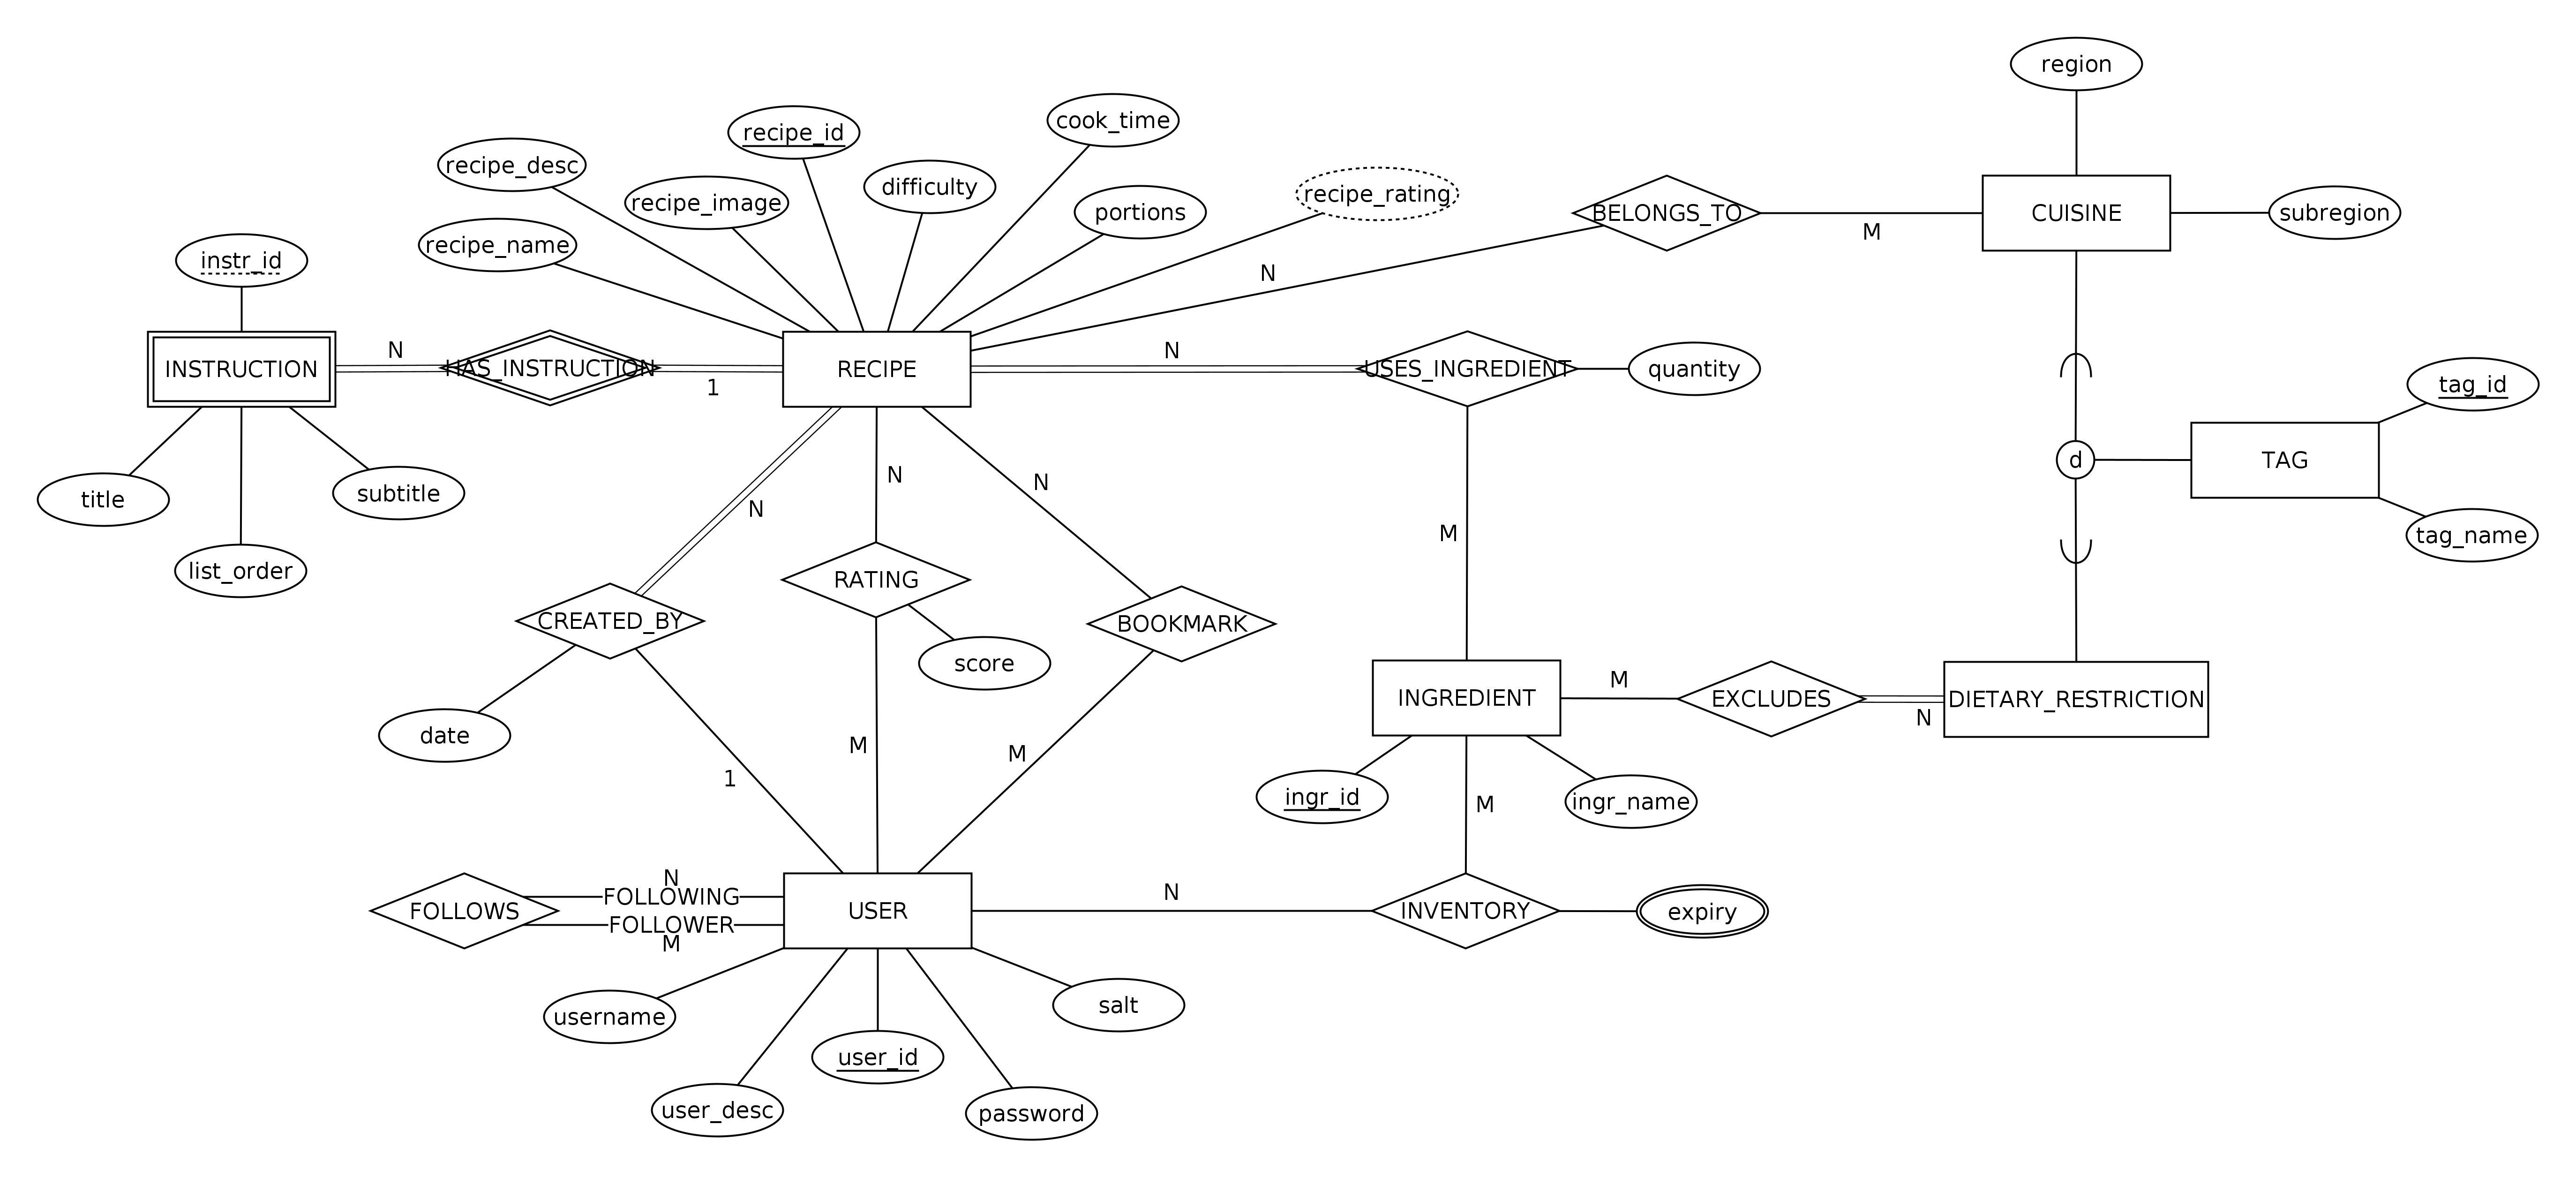 region
cook_time
recipe_id
recipe_desc
difficulty
recipe_rating
recipe_image
portions
BELONGS_TO
CUISINE
subregion
M
recipe_name
instr_id
N
INSTRUCTION
N
HAS_INSTRUCTION
1
RECIPE
N
USES_INGREDIENT
quantity
tag_id
d
TAG
tag_name
title
subtitle
list_order
N
N
N
M
RATING
CREATED_BY
BOOKMARK
score
date
1
M
M
INGREDIENT
M
EXCLUDES
N
DIETARY_RESTRICTION
ingr_id
ingr_name
M
FOLLOWS
N
FOLLOWING
FOLLOWER
M
USER
N
INVENTORY
expiry
username
salt
user_id
user_desc
password